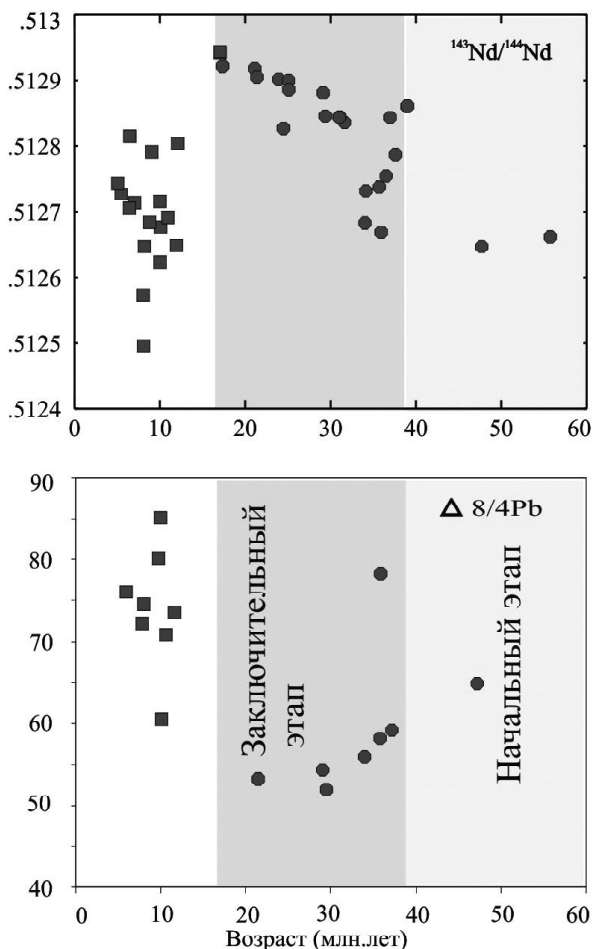 .513
¹⁴³Nd/¹⁴⁴Nd
.5129
.5128
.5127
.5126
.5125
.5124
0 10 20 30 40 50 60
90
△ 8/4Pb
80
70
60
50
40
Заключительный
этап
Начальный этап
0 10 20 30 40 50 60
Возраст (млн.лет)